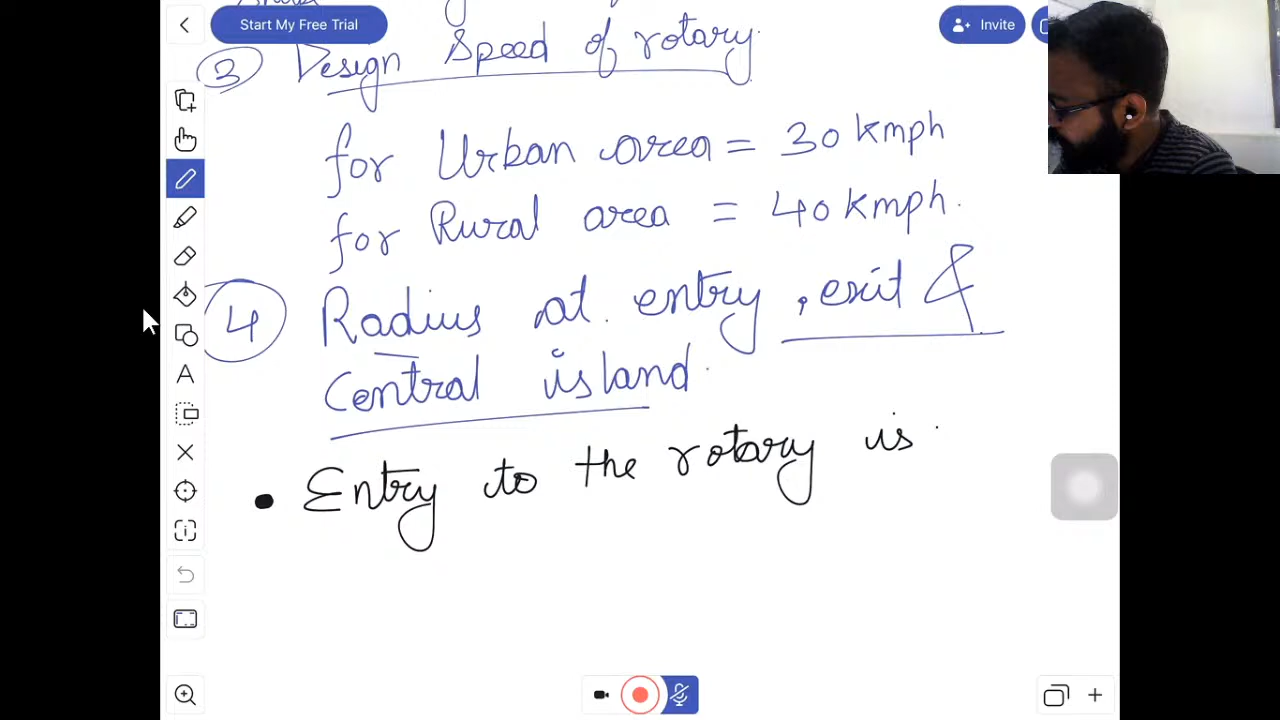 Start My Free Trial
Invite
3 Design Speed of rotary
for Urban area = 30 kmph
for Rural area = 40 kmph.
4 Radius at entry, exit &
Central island.
• Entry to the rotary is